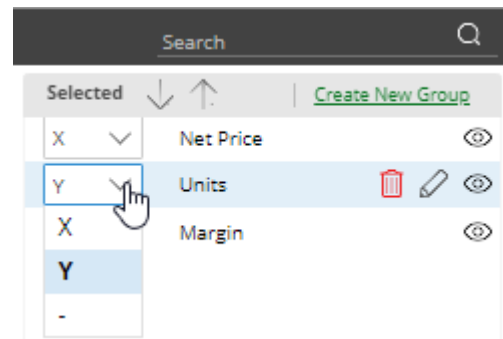 Search
Selected Create New Group
X Net Price
Y Units
X Margin
Y
-